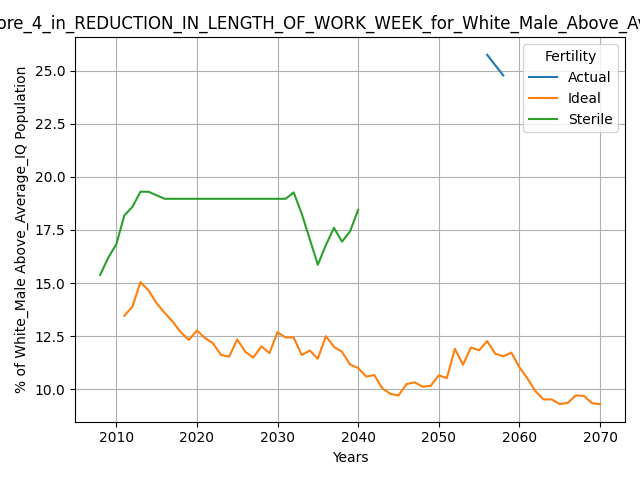 ore_4_in_REDUCTION_IN_LENGTH_OF_WORK_WEEK_for_White_Male_Above_Av
Fertility
Actual
Ideal
Sterile
% of White_Male Above_Average_IQ Population
25.0
22.5
20.0
17.5
15.0
12.5
10.0
2010 2020 2030 2040 2050 2060 2070
Years